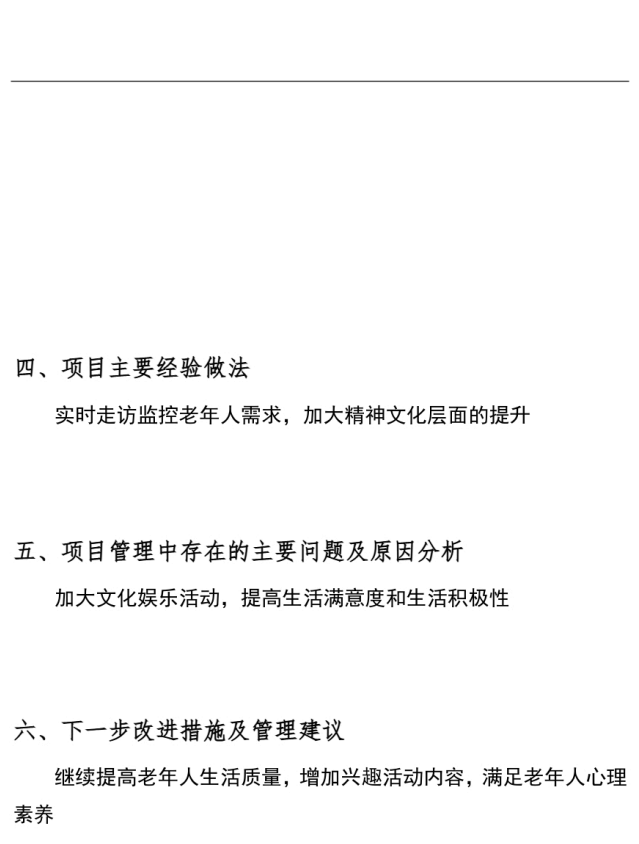 四、项目主要经验做法
实时走访监控老年人需求，加大精神文化层面的提升
五、项目管理中存在的主要问题及原因分析
加大文化娱乐活动，提高生活满意度和生活积极性
六、下一步改进措施及管理建议
继续提高老年人生活质量，增加兴趣活动内容，满足老年人心理
素养